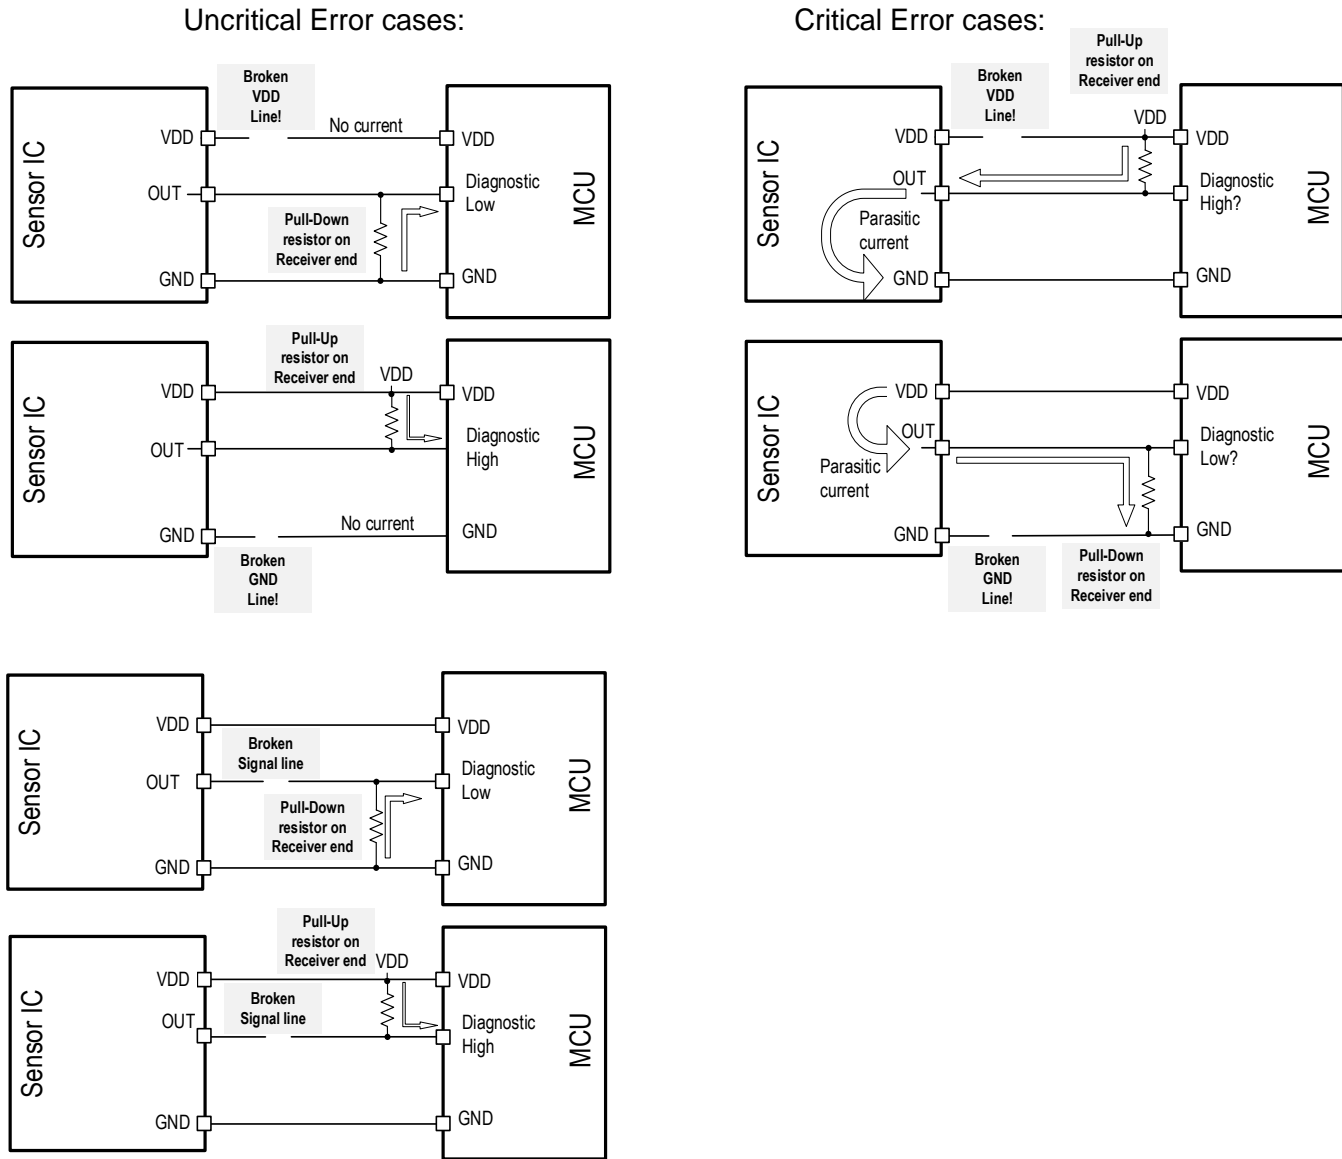 Uncritical Error cases:
Critical Error cases:
Sensor IC
VDD
OUT
GND
Broken
VDD
Line!
No current
Pull-Down
resistor on
Receiver end
VDD
Diagnostic
Low
GND
MCU
Sensor IC
VDD
OUT
GND
Pull-Up
resistor on
Receiver end
VDD
No current
Broken
GND
Line!
VDD
Diagnostic
High
GND
MCU
Sensor IC
VDD
OUT
GND
Broken
Signal line
Pull-Down
resistor on
Receiver end
VDD
Diagnostic
Low
GND
MCU
Sensor IC
VDD
OUT
GND
Pull-Up
resistor on
Receiver end
VDD
Broken
Signal line
VDD
Diagnostic
High
GND
MCU
Sensor IC
VDD
OUT
Parasitic
current
GND
Broken
VDD
Line!
Pull-Up
resistor on
Receiver end
VDD
VDD
Diagnostic
High?
GND
MCU
Sensor IC
VDD
OUT
Parasitic
current
GND
Broken
GND
Line!
Pull-Down
resistor on
Receiver end
VDD
Diagnostic
Low?
GND
MCU